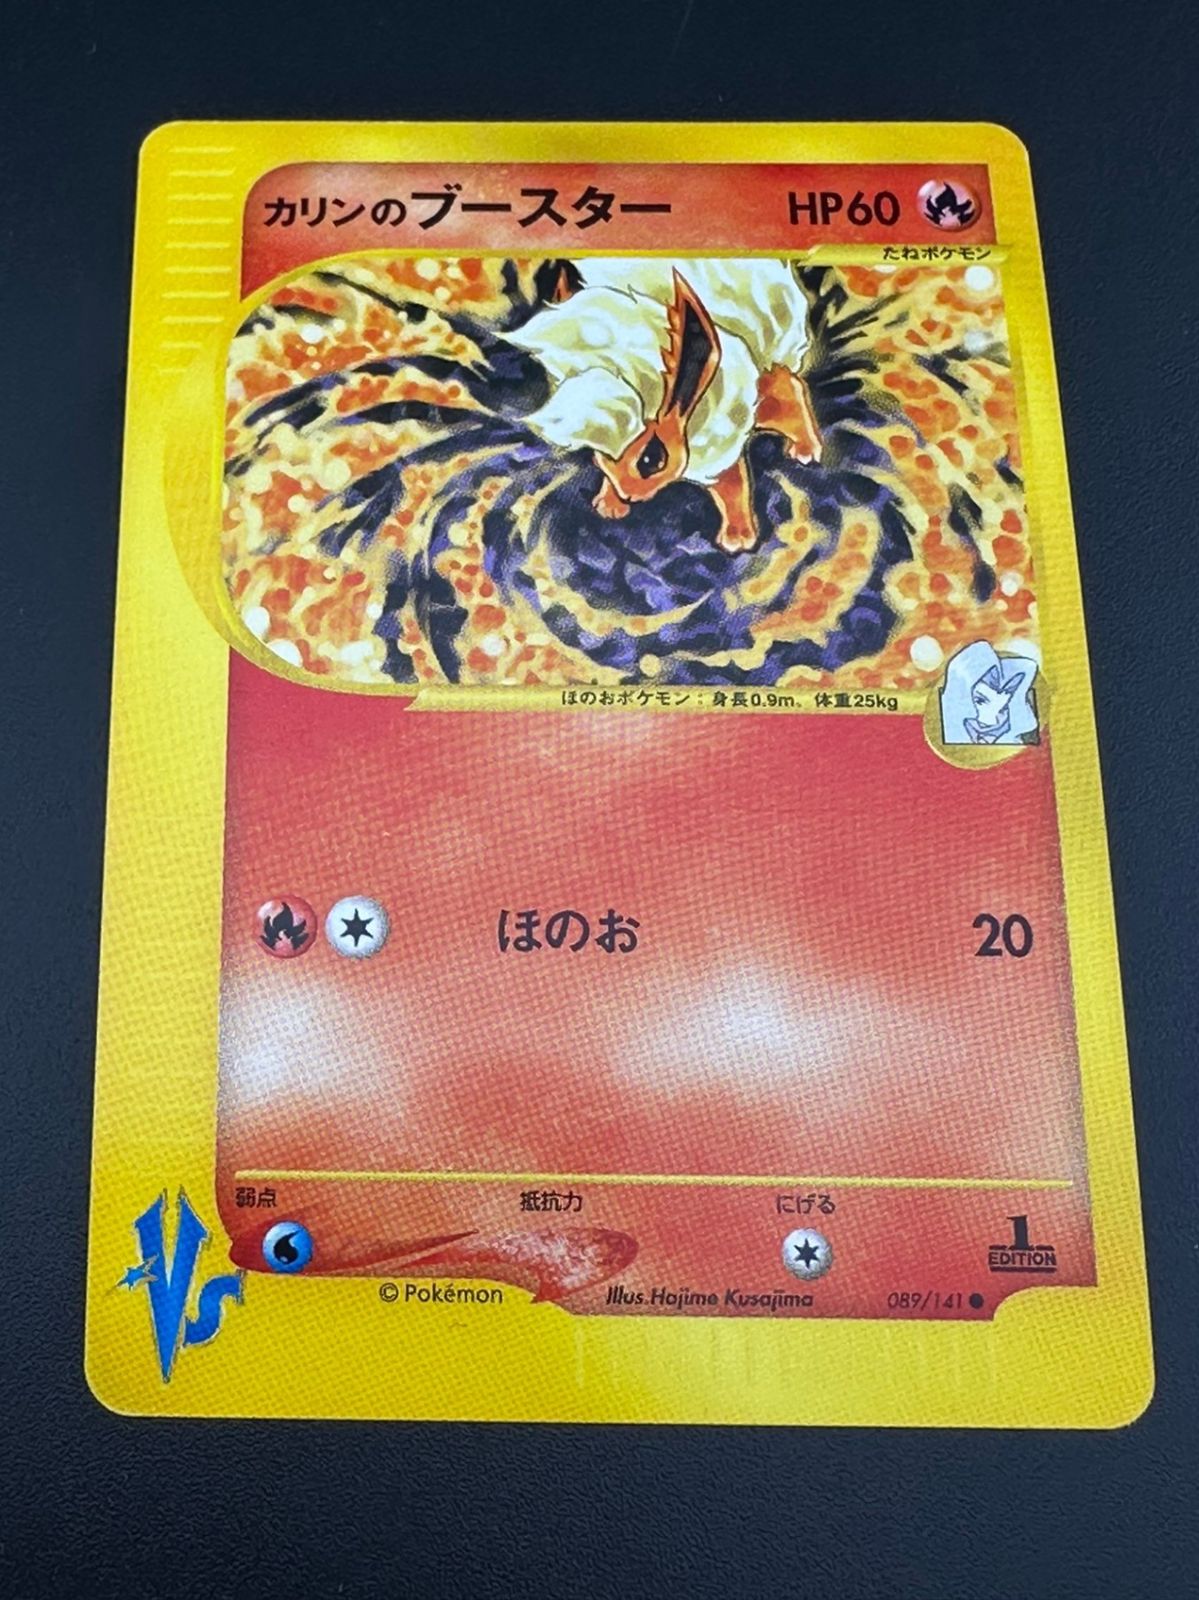 カリンのブースター HP60
たねポケモン
ほのおポケモン：身長0.9m。体重25kg
ほのお 20
弱点 抵抗力 にげる
1
EDITION
VS
©Pokémon Illus.Hajime Kusajima 089/141